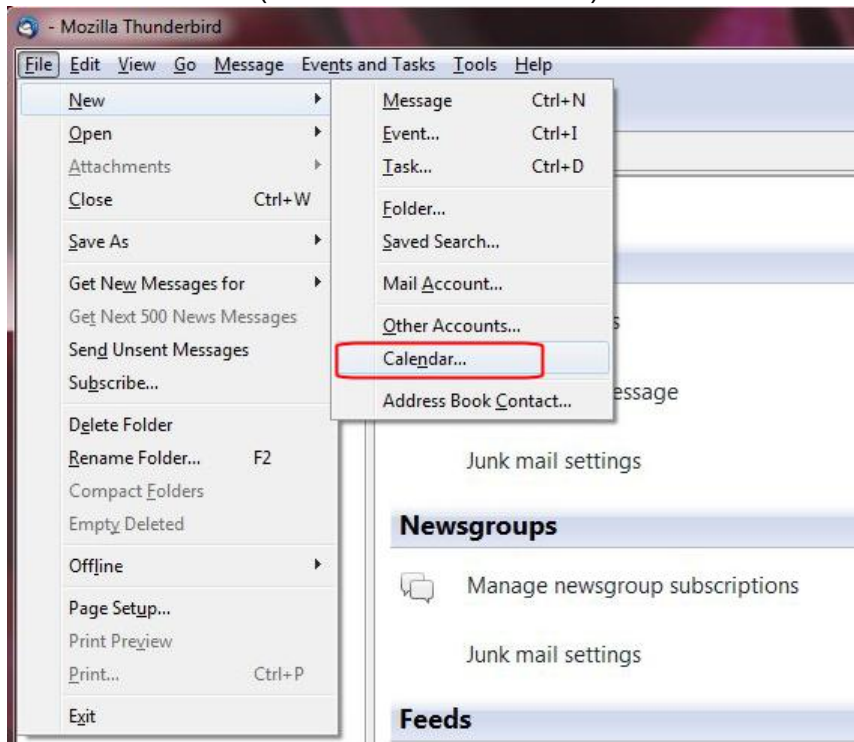 - Mozilla Thunderbird
File Edit View Go Message Events and Tasks Tools Help
New
Open
Attachments
Close Ctrl+W
Save As
Get New Messages for
Get Next 500 News Messages
Send Unsent Messages
Subscribe...
Delete Folder
Rename Folder... F2
Compact Folders
Empty Deleted
Offline
Page Setup...
Print Preview
Print... Ctrl+P
Exit
Message Ctrl+N
Event... Ctrl+I
Task... Ctrl+D
Folder...
Saved Search...
Mail Account...
Other Accounts...
Calendar...
Address Book Contact...
essage
Junk mail settings
Newsgroups
Manage newsgroup subscriptions
Junk mail settings
Feeds